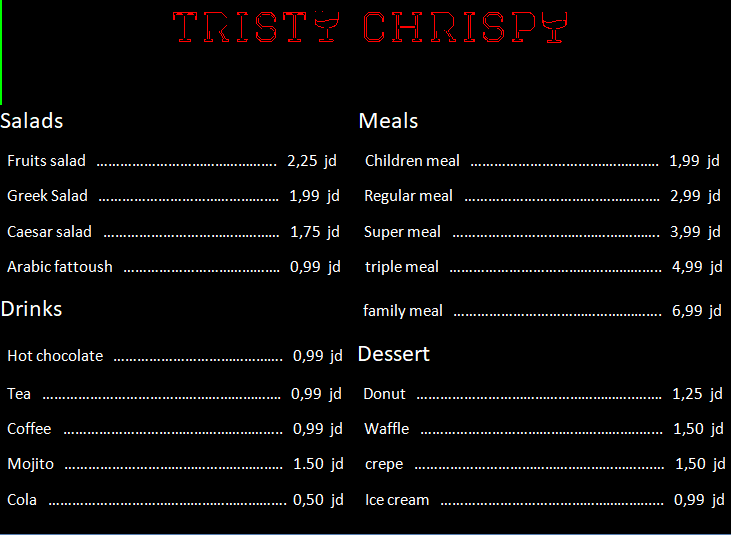 TRISTY CHRISPY
Salads
Fruits salad ………………………………………. 2,25 jd
Greek Salad ………………………………………. 1,99 jd
Caesar salad ……………………………………… 1,75 jd
Arabic fattoush ………………………………… 0,99 jd
Drinks
Hot chocolate ……………………………………. 0,99 jd
Tea …………………………………………………… 0,99 jd
Coffee ……………………………………………….. 0,99 jd
Mojito ………………………………………………. 1.50 jd
Cola …………………………………………………… 0,50 jd
Meals
Children meal ………………………………………… 1,99 jd
Regular meal …………………………………………. 2,99 jd
Super meal ……………………………………………. 3,99 jd
triple meal …………………………………………….. 4,99 jd
family meal ……………………………………………. 6,99 jd
Dessert
Donut …………………………………………………….. 1,25 jd
Waffle ……………………………………………………. 1,50 jd
crepe ……………………………………………………… 1,50 jd
Ice cream ……………………………………………….. 0,99 jd